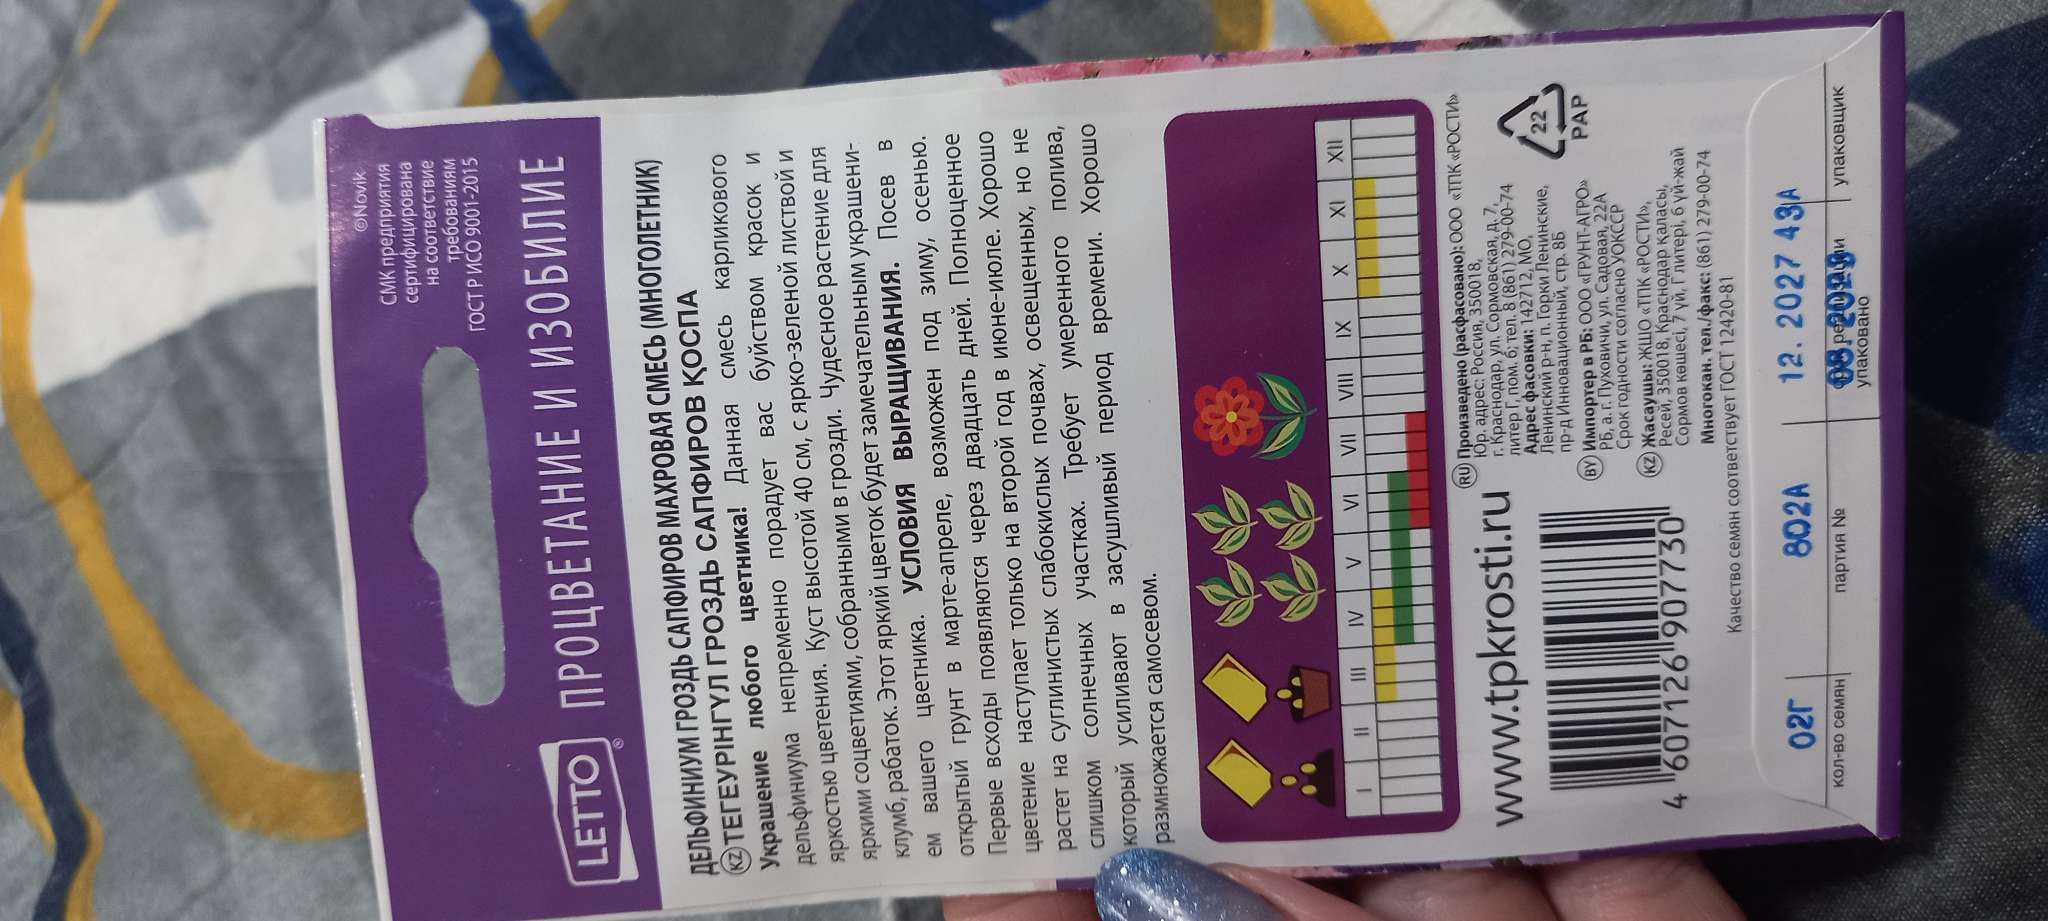 ©Novik
СМК предприятия
сертифицирована
на соответствие
требованиям
ГОСТ Р ИСО 9001-2015
LETTO ®
ПРОЦВЕТАНИЕ И ИЗОБИЛИЕ
ДЕЛЬФИНИУМ ГРОЗДЬ САПФИРОВ МАХРОВАЯ СМЕСЬ (МНОГОЛЕТНИК)
KZ ТЕГЕУРІНГҮЛ ГРОЗДЬ САПФИРОВ ҚОСПА
Украшение любого цветника! Данная смесь карликового
дельфиниума непременно порадует вас буйством красок и
яркостью цветения. Куст высотой 40 см, с ярко-зеленой листвой и
яркими соцветиями, собранными в грозди. Чудесное растение для
клумб, рабаток. Этот яркий цветок будет замечательным украшени-
ем вашего цветника. УСЛОВИЯ ВЫРАЩИВАНИЯ. Посев в
открытый грунт в марте-апреле, возможен под зиму, осенью.
Первые всходы появляются через двадцать дней. Полноценное
цветение наступает только на второй год в июне-июле. Хорошо
растет на суглинистых слабокислых почвах, освещенных, но не
слишком солнечных участках. Требует умеренного полива,
который усиливают в засушливый период времени. Хорошо
размножается самосевом.
I II III IV V VI VII VIII IX X XI XII
www.tpkrosti.ru
4 607126 907730
RU Произведено (расфасовано): ООО «ТПК «РОСТИ»
Юр. адрес: Россия, 350018,
г. Краснодар, ул. Сормовская, д. 7,
литер Г, пом. 6; тел. 8 (861) 279-00-74
Адрес фасовки: 142712, МО,
Ленинский р-н, п. Горки Ленинские,
пр-д Инновационный, стр. 8Б
BY Импортер в РБ: ООО «ГРУНТ-АГРО»
РБ, а. г. Пуховичи, ул. Садовая, 22А
Срок годности согласно УОКССР
KZ Жасаушы: ЖШО «ТПК «РОСТИ»,
Ресей, 350018, Краснодар қаласы,
Сормов көшесі, 7 үй, Г литері, 6 үй-жай
Многокан. тел./факс: (861) 279-00-74
22
PAP
Качество семян соответствует ГОСТ 12420-81
02Г 802А 12. 2027 43А
кол-во семян партия № упаковано упаковщик